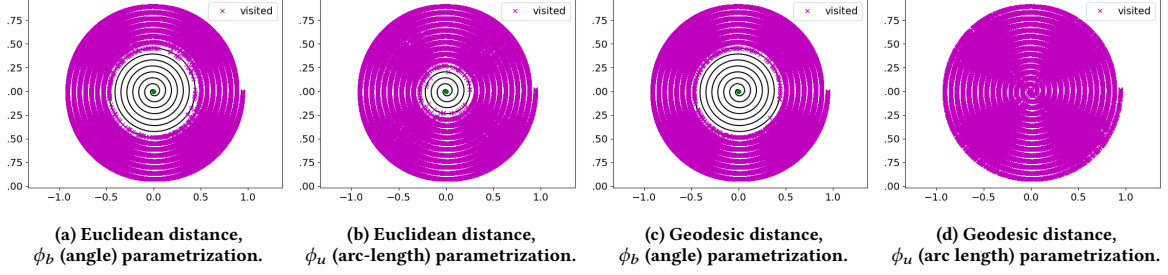 visited
visited
visited
visited
.50
.25
.00
.25
.50
.75
.00
.50
.25
.00
.25
.50
.75
.00
.50
.25
.00
.25
.50
.75
.00
.50
.25
.00
.25
.50
.75
.00
−1.0 −0.5 0.0 0.5 1.0
−1.0 −0.5 0.0 0.5 1.0
−1.0 −0.5 0.0 0.5 1.0
−1.0 −0.5 0.0 0.5 1.0
(a) Euclidean distance,
ϕb (angle) parametrization.
(b) Euclidean distance,
ϕu (arc-length) parametrization.
(c) Geodesic distance,
ϕb (angle) parametrization.
(d) Geodesic distance,
ϕu (arc length) parametrization.